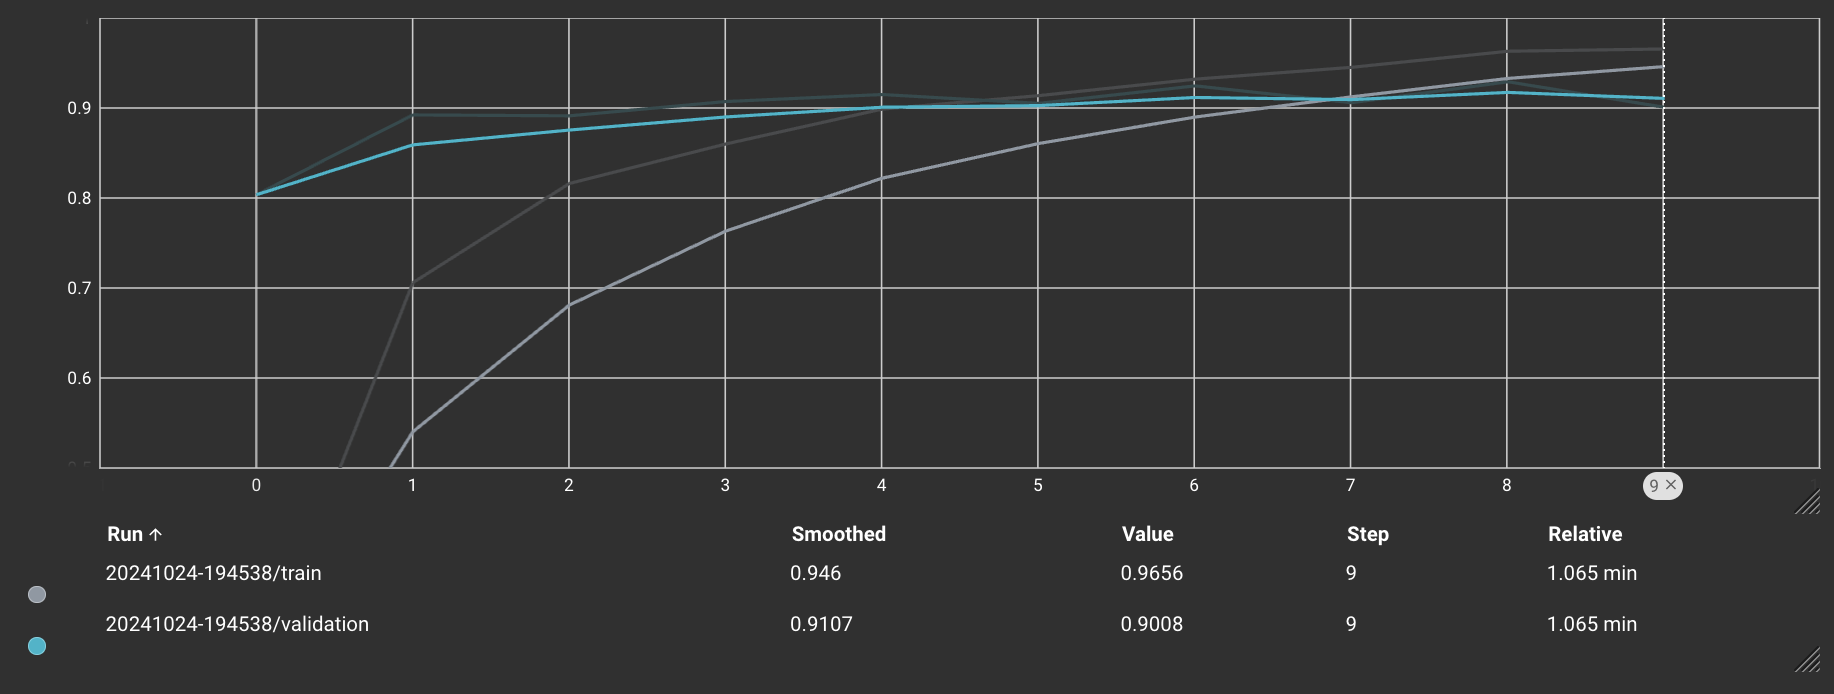 0.9
0.8
0.7
0.6
0 1 2 3 4 5 6 7 8 9 ×
Run ↑ Smoothed Value Step Relative
20241024-194538/train 0.946 0.9656 9 1.065 min
20241024-194538/validation 0.9107 0.9008 9 1.065 min